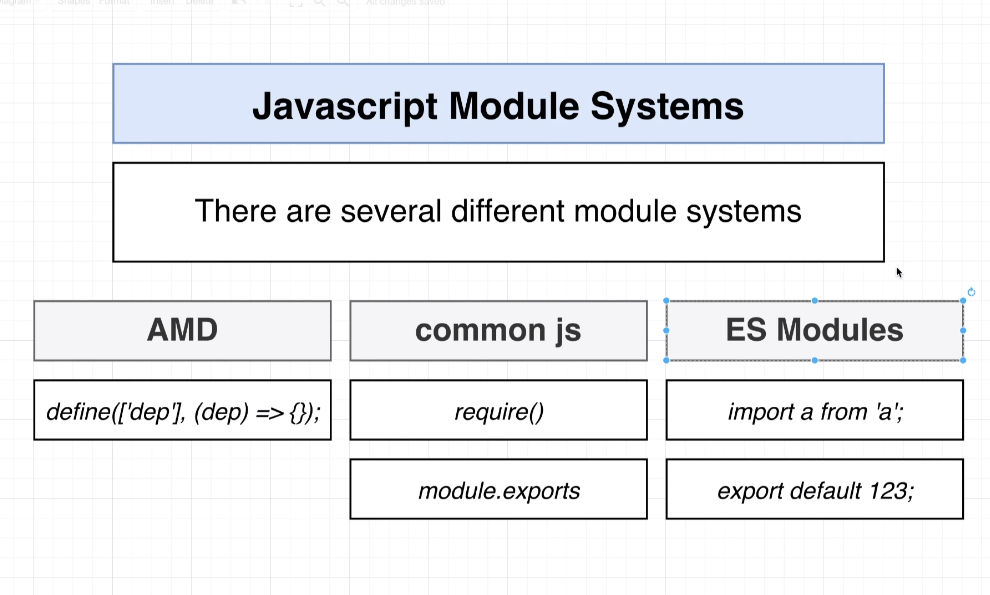 Shapes Format Insert Delete All changes saved
Javascript Module Systems
There are several different module systems
AMD
common js
ES Modules
define(['dep'], (dep) => {});
require()
import a from 'a';
module.exports
export default 123;